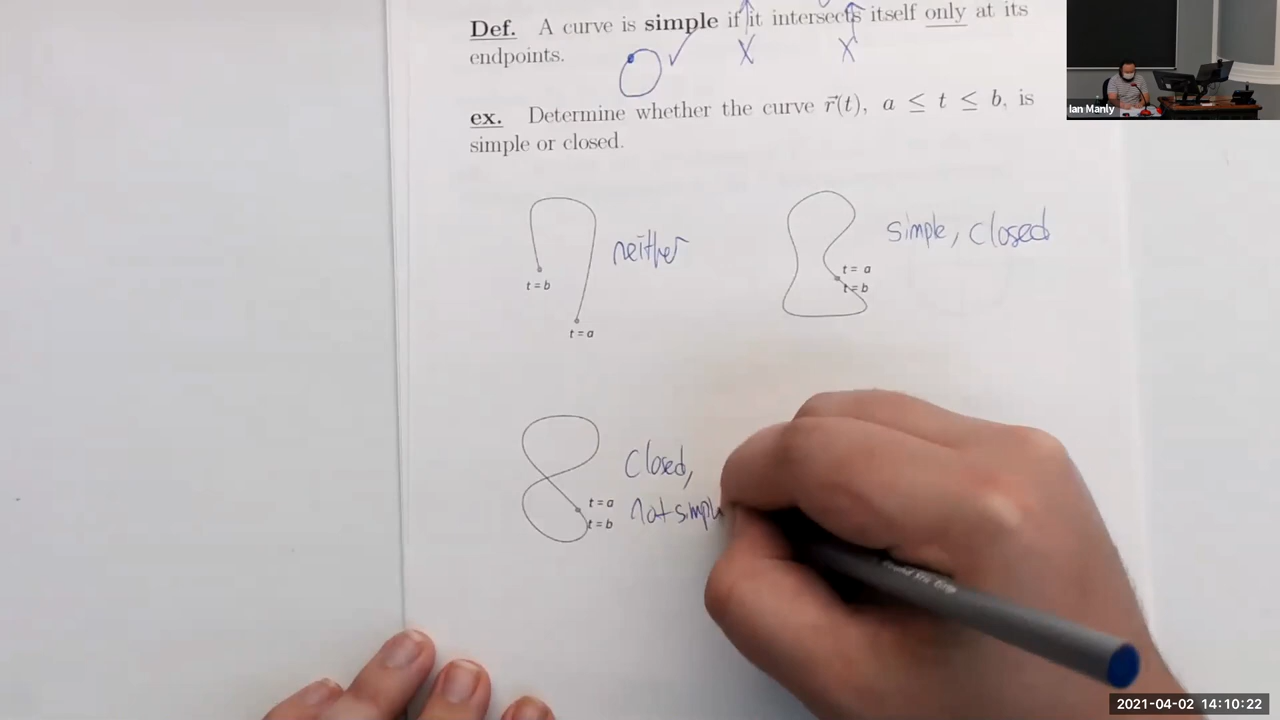 Def. A curve is simple if it intersects itself only at its
endpoints.
ex. Determine whether the curve r⃗(t), a ≤ t ≤ b, is
simple or closed.
neither
t = b
t = a
simple, closed
t = a
t = b
closed,
not simple
t = a
t = b
Ian Manly
2021-04-02 14:10:22